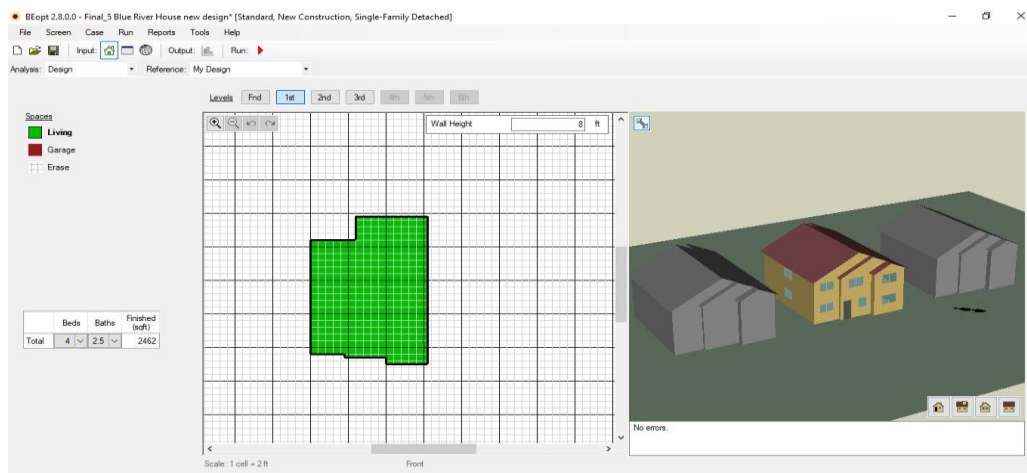 BEopt 2.8.0.0 - Final_5 Blue River House new design* [Standard, New Construction, Single-Family Detached]
File Screen Case Run Reports Tools Help
Input: Output: Run:
Analysis: Design Reference: My Design
Levels Fnd 1st 2nd 3rd 4th 5th 6th
Spaces
Living
Garage
Erase
Wall Height 8 ft
Beds Baths Finished (sqft)
Total 4 2.5 2462
No errors.
Scale: 1 cell = 2 ft Front